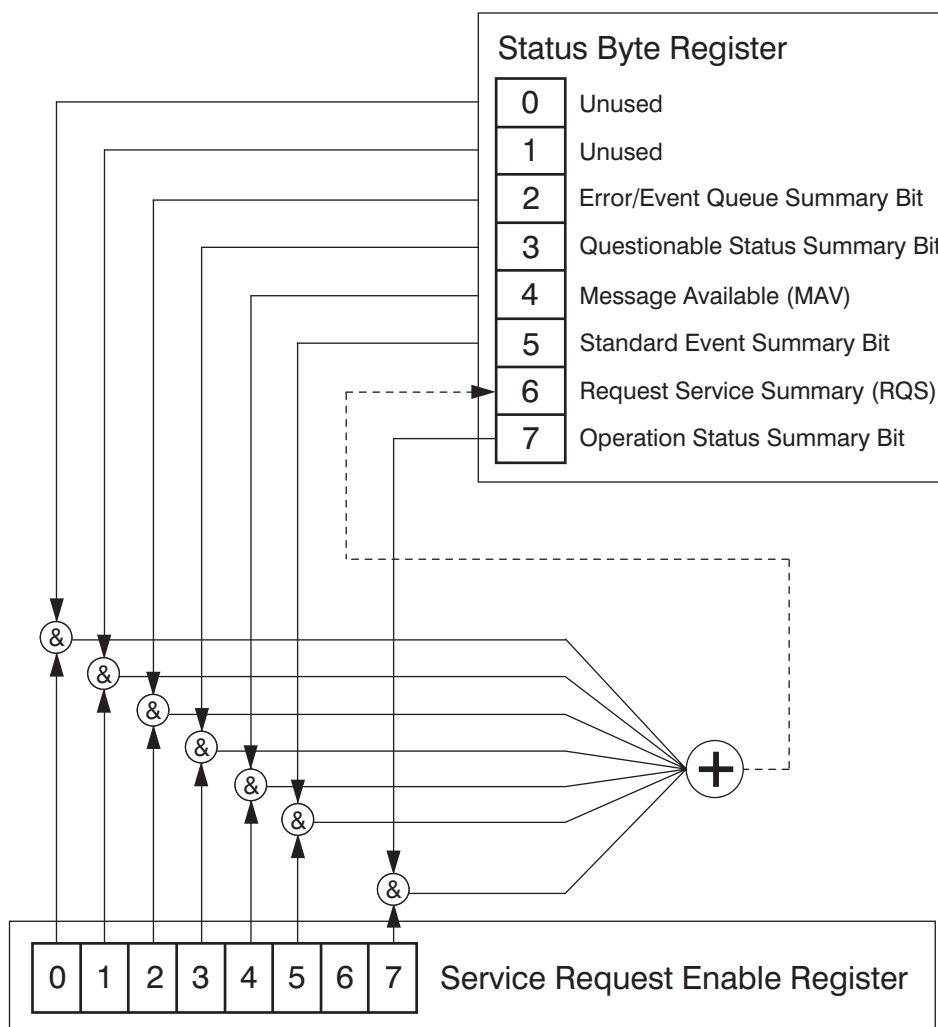 Status Byte Register
0 Unused
1 Unused
2 Error/Event Queue Summary Bit
3 Questionable Status Summary Bit
4 Message Available (MAV)
5 Standard Event Summary Bit
6 Request Service Summary (RQS)
7 Operation Status Summary Bit
&
&
&
&
&
&
+
&
0 1 2 3 4 5 6 7 Service Request Enable Register